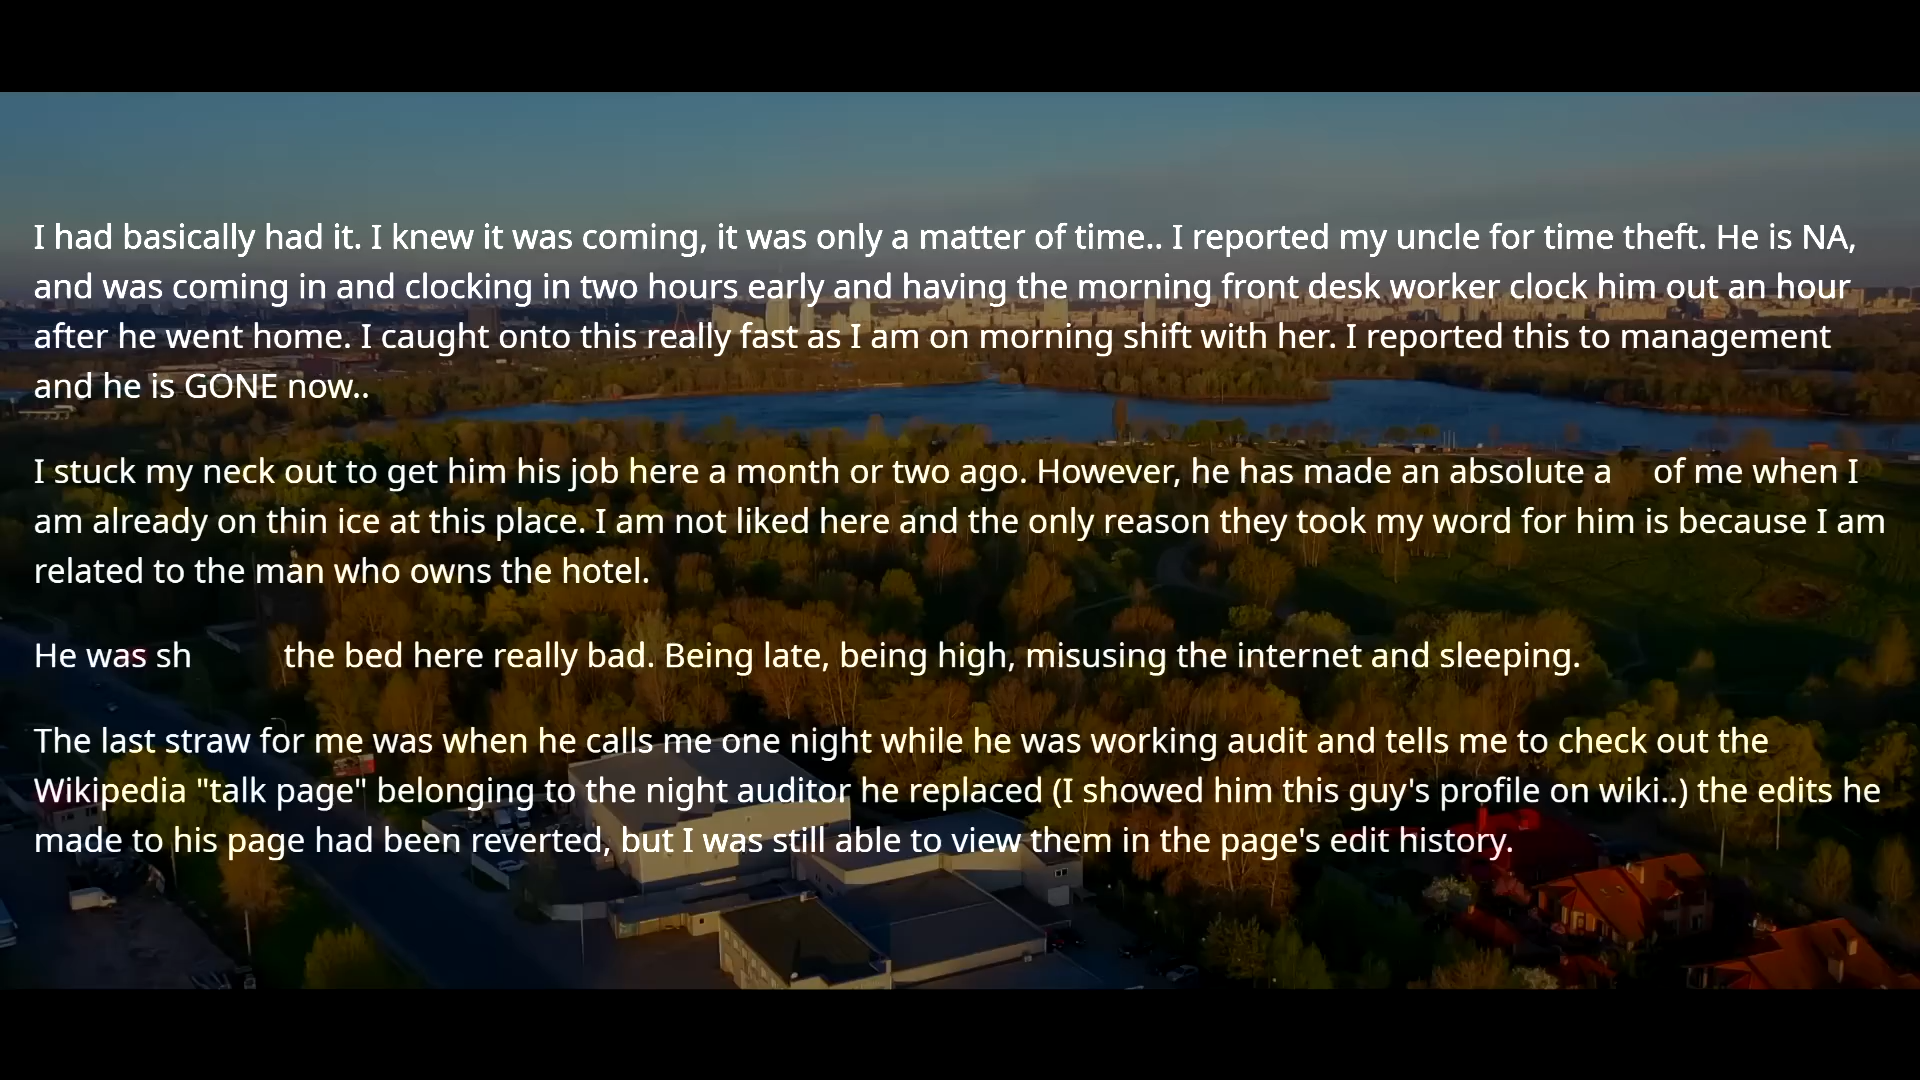 I had basically had it. I knew it was coming, it was only a matter of time.. I reported my uncle for time theft. He is NA,
and was coming in and clocking in two hours early and having the morning front desk worker clock him out an hour
after he went home. I caught onto this really fast as I am on morning shift with her. I reported this to management
and he is GONE now..
I stuck my neck out to get him his job here a month or two ago. However, he has made an absolute a of me when I
am already on thin ice at this place. I am not liked here and the only reason they took my word for him is because I am
related to the man who owns the hotel.
He was sh the bed here really bad. Being late, being high, misusing the internet and sleeping.
The last straw for me was when he calls me one night while he was working audit and tells me to check out the
Wikipedia "talk page" belonging to the night auditor he replaced (I showed him this guy's profile on wiki..) the edits he
made to his page had been reverted, but I was still able to view them in the page's edit history.